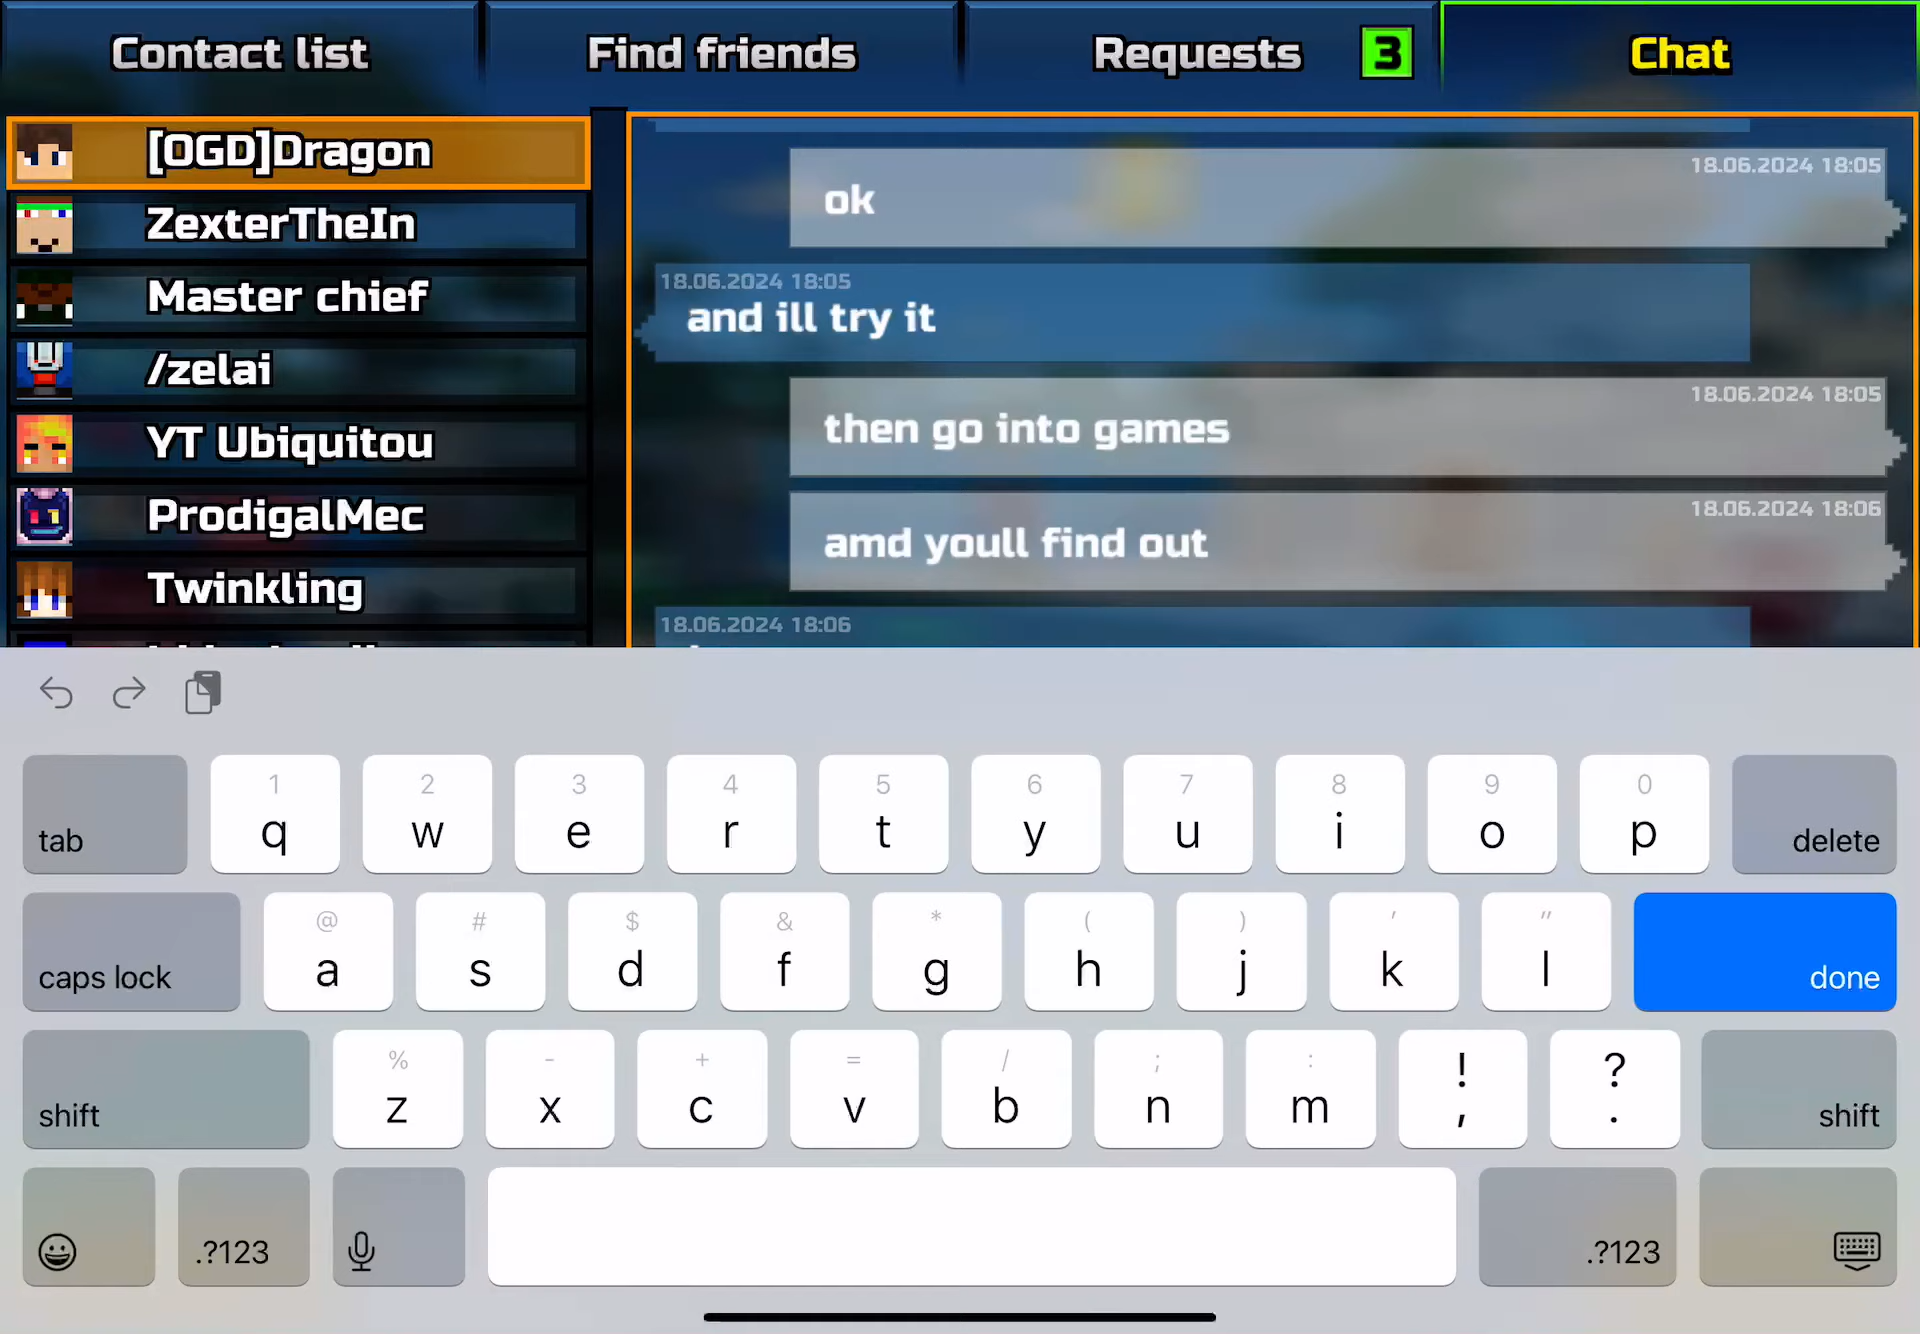 Contact list
Find friends
Requests 3
Chat
[OGD]Dragon
ZexterTheIn
Master chief
/zelai
YT Ubiquitou
ProdigalMec
Twinkling
18.06.2024 18:05
ok
18.06.2024 18:05
and ill try it
18.06.2024 18:05
then go into games
18.06.2024 18:06
amd youll find out
18.06.2024 18:06
1 2 3 4 5 6 7 8 9 0
tab q w e r t y u i o p delete
@ # $ & * ( ) ' "
caps lock a s d f g h j k l done
% - + = / ; : ! ?
shift z x c v b n m , . shift
.?123 .?123